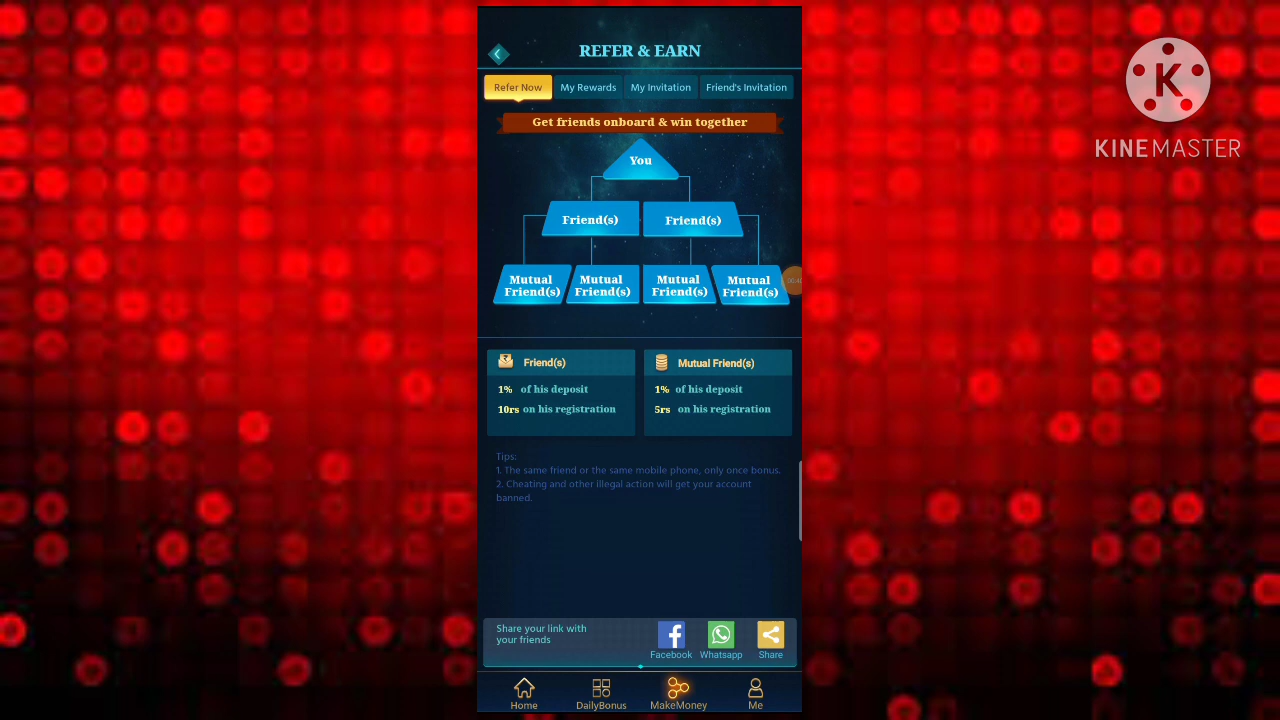 REFER & EARN
Refer Now
My Rewards
My Invitation
Friend's Invitation
Get friends onboard & win together
You
Friend(s)
Friend(s)
Mutual
Friend(s)
Mutual
Friend(s)
Mutual
Friend(s)
Mutual
Friend(s)
Friend(s)
1% of his deposit
10rs on his registration
Mutual Friend(s)
1% of his deposit
5rs on his registration
Tips:
1. The same friend or the same mobile phone, only once bonus.
2. Cheating and other illegal action will get your account
banned.
Share your link with
your friends
Facebook
Whatsapp
Share
Home
DailyBonus
MakeMoney
Me
K
KINEMASTER